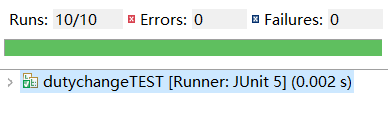 Runs: 10/10 Errors: 0 Failures: 0
dutychangeTEST [Runner: JUnit 5] (0.002 s)